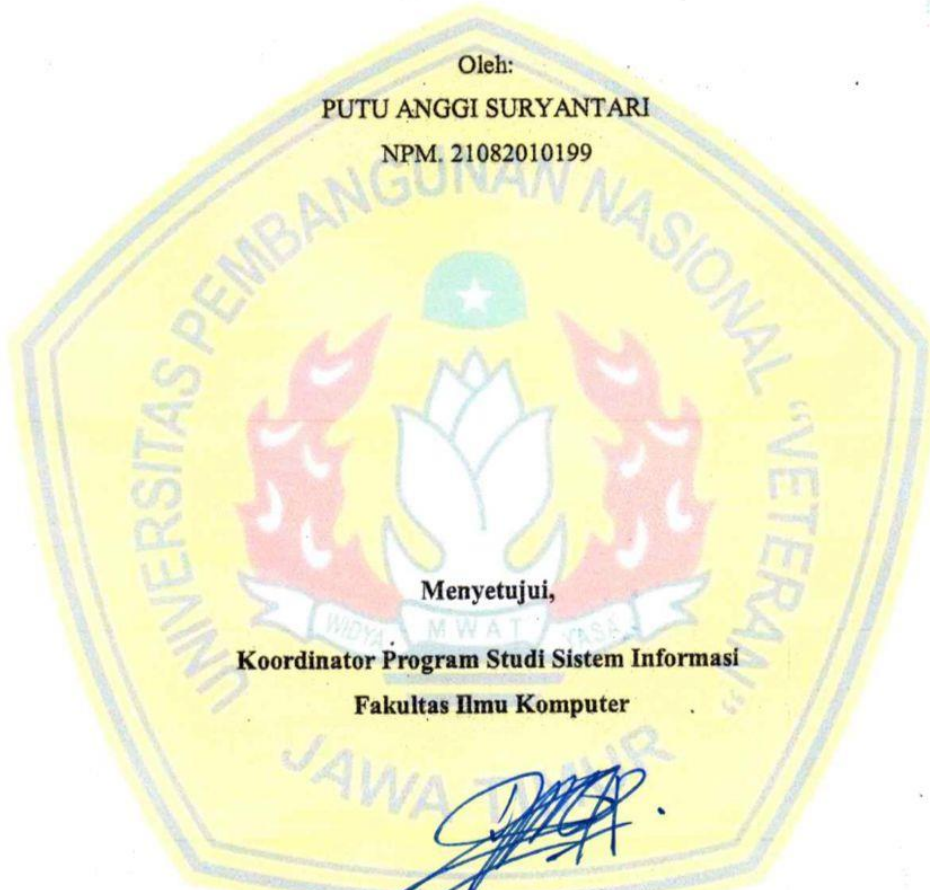 Oleh:
PUTU ANGGI SURYANTARI
NPM. 21082010199
UNIVERSITAS PEMBANGUNAN NASIONAL "VETERAN"
Menyetujui,
WIDYA MWAT YASA
Koordinator Program Studi Sistem Informasi
Fakultas Ilmu Komputer
JAWA TIMUR